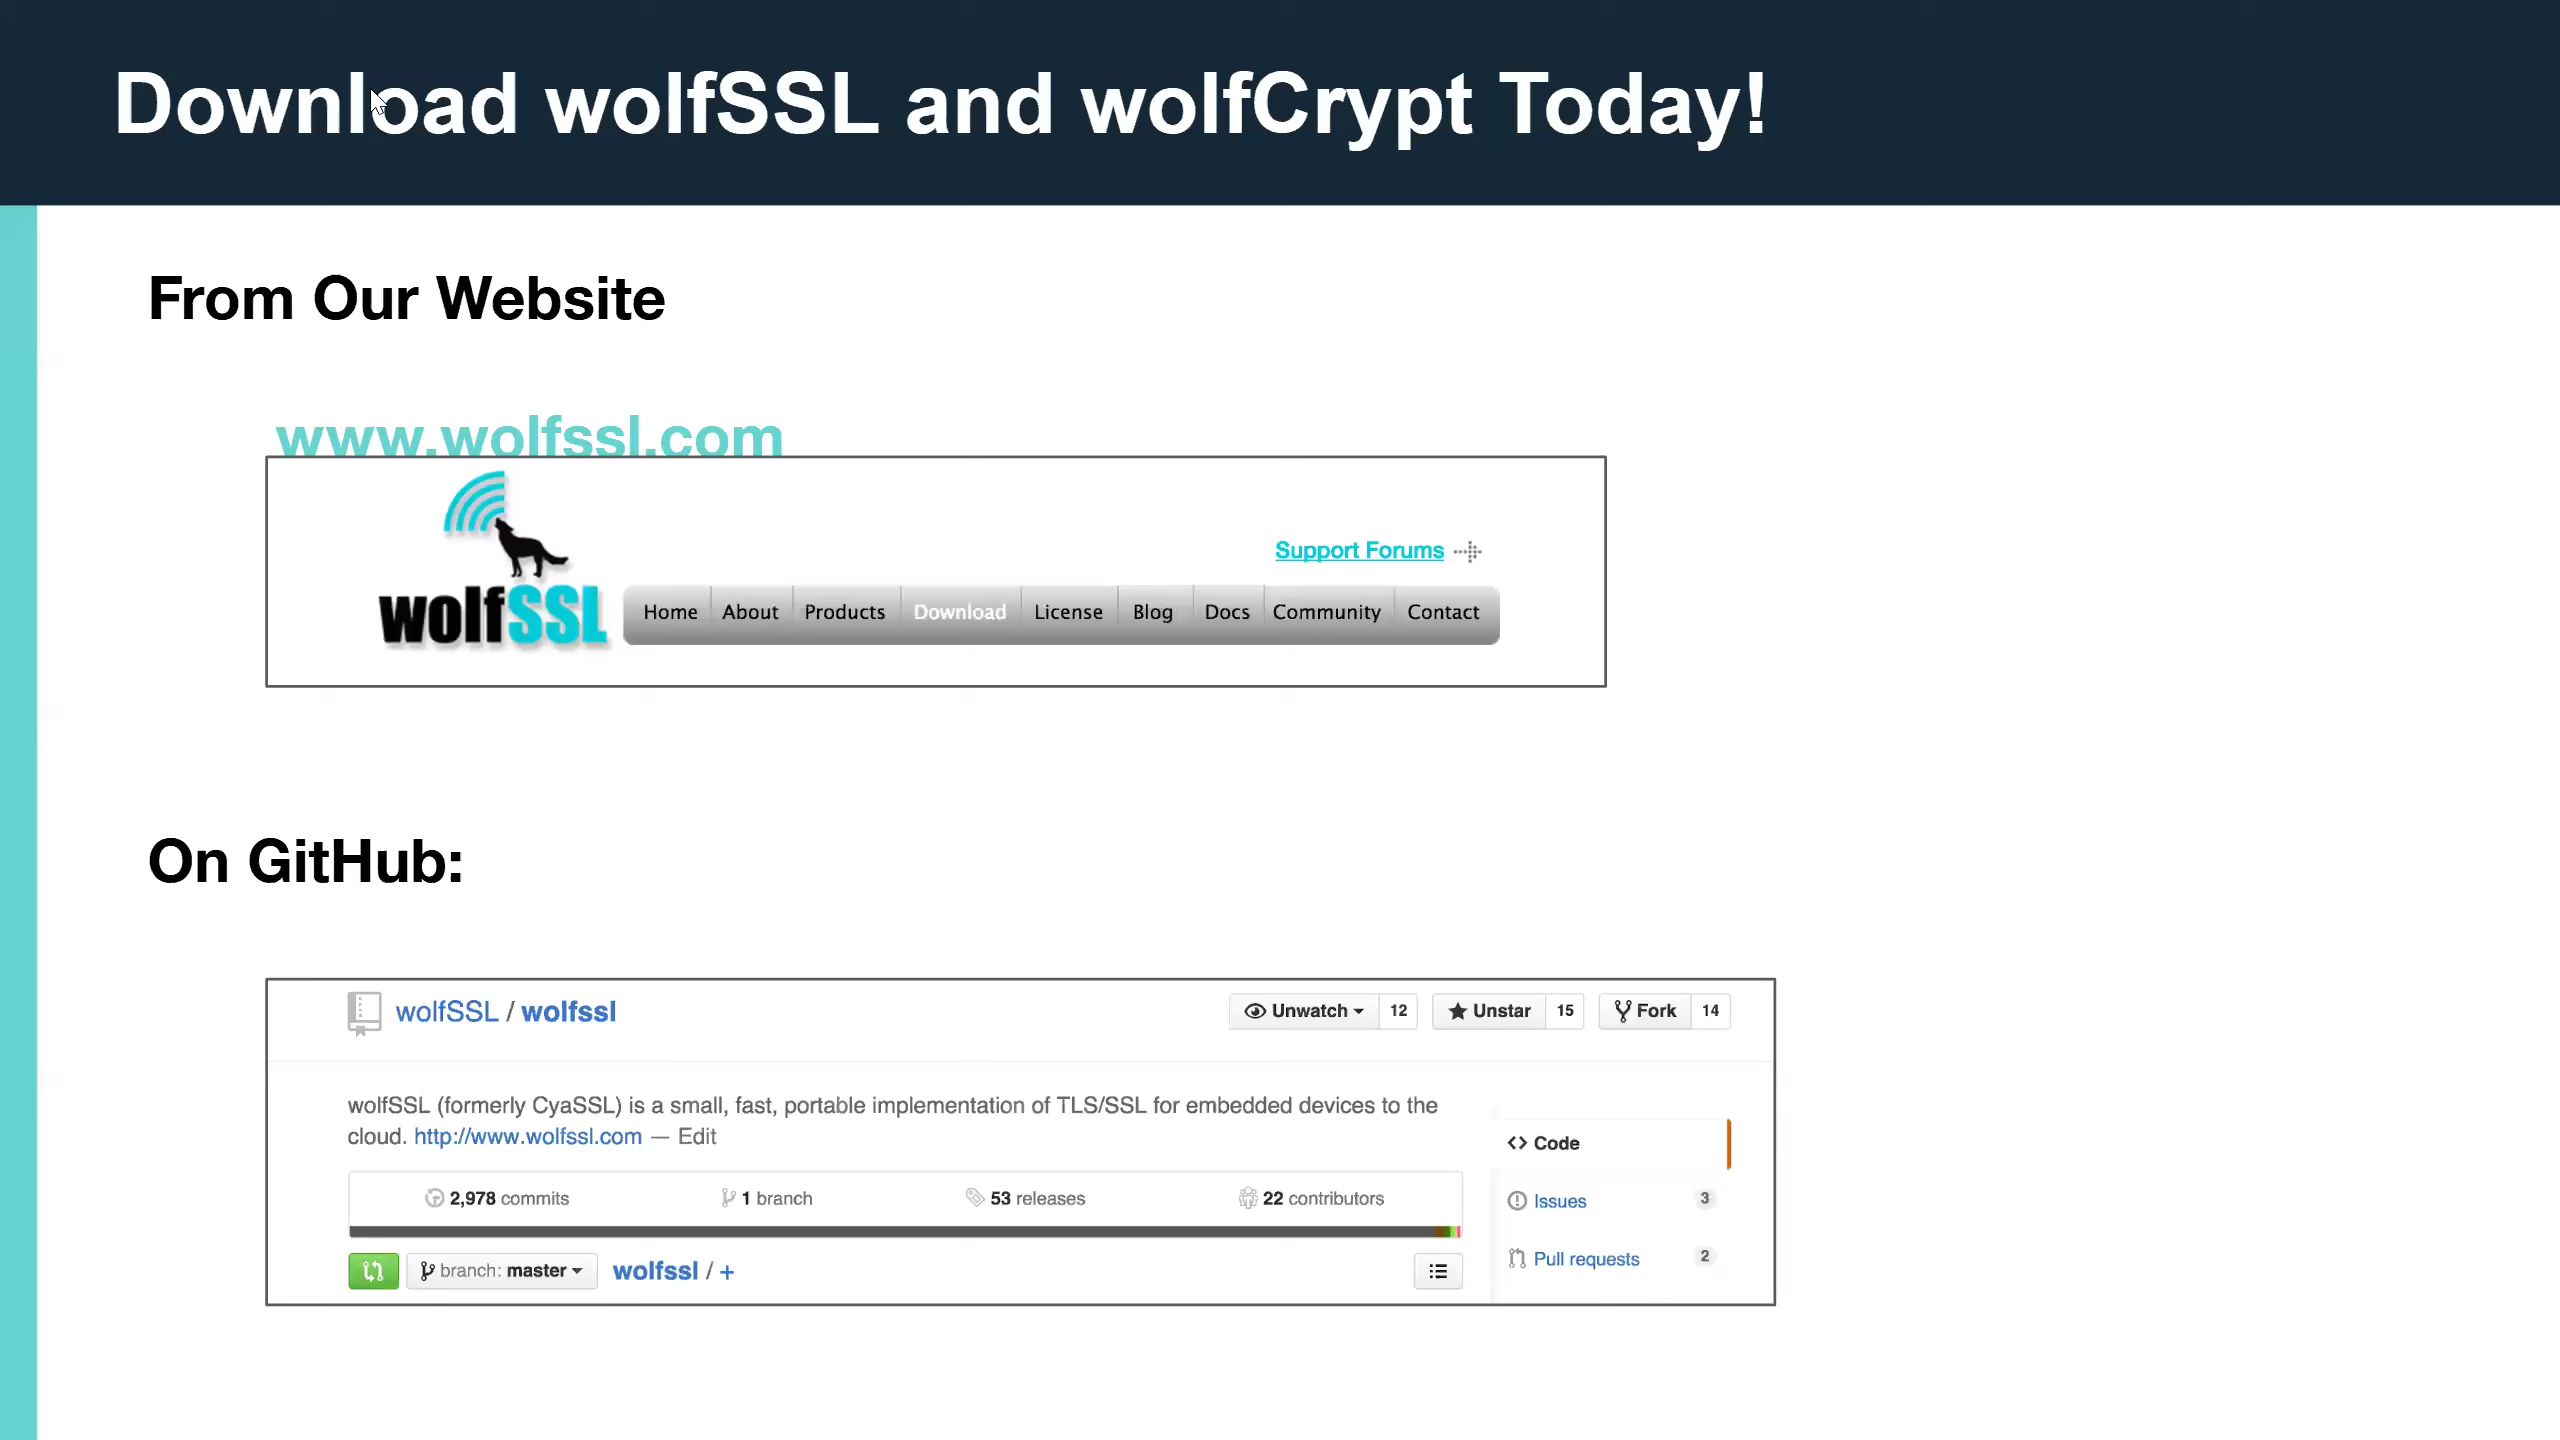 Download wolfSSL and wolfCrypt Today!
From Our Website
www.wolfssl.com
Support Forums
wolfSSL
Home About Products Download License Blog Docs Community Contact
On GitHub:
wolfSSL / wolfssl
Unwatch 12 Unstar 15 Fork 14
wolfSSL (formerly CyaSSL) is a small, fast, portable implementation of TLS/SSL for embedded devices to the
cloud. http://www.wolfssl.com — Edit
Code
2,978 commits 1 branch 53 releases 22 contributors
Issues 3
Pull requests 2
branch: master wolfssl / +